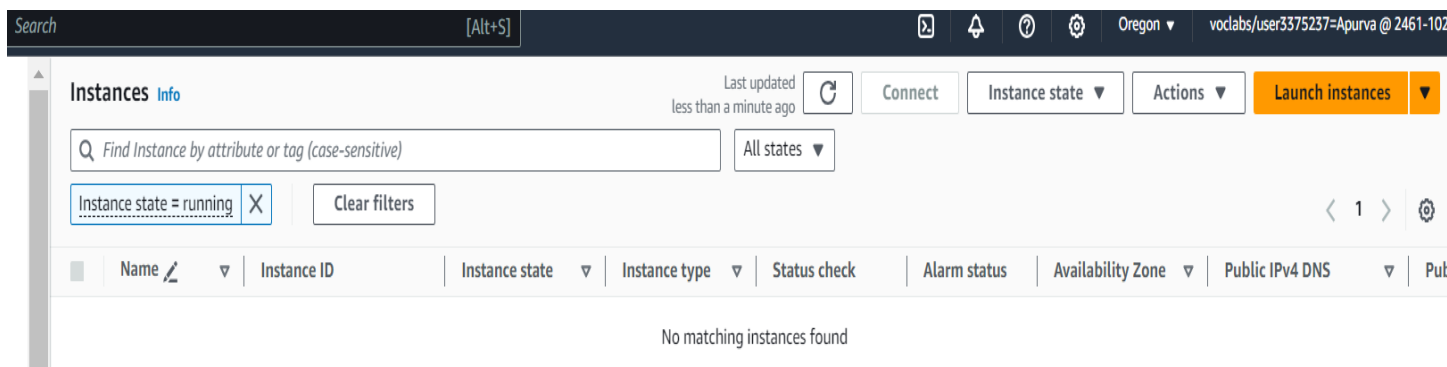 Search [Alt+S] Oregon voclabs/user3375237=Apurva @ 2461-102
Instances Info Last updated less than a minute ago Connect Instance state Actions Launch instances
Find Instance by attribute or tag (case-sensitive) All states
Instance state = running Clear filters 1
Name Instance ID Instance state Instance type Status check Alarm status Availability Zone Public IPv4 DNS Pub
No matching instances found